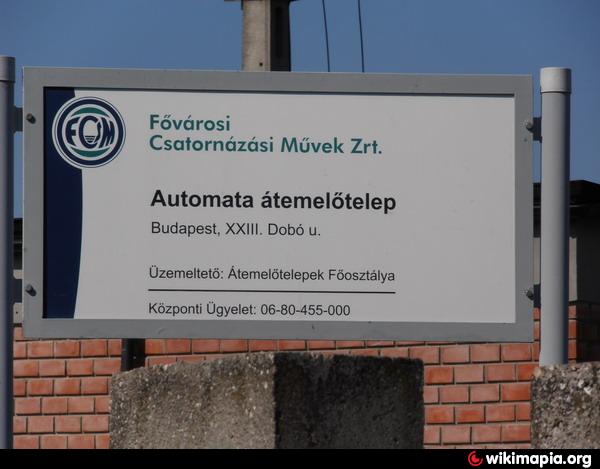 FCM
Fővárosi
Csatornázási Művek Zrt.
Automata átemelőtelep
Budapest, XXIII. Dobó u.
Üzemeltető: Átemelőtelepek Főosztálya
Központi Ügyelet: 06-80-455-000
wikimapia.org